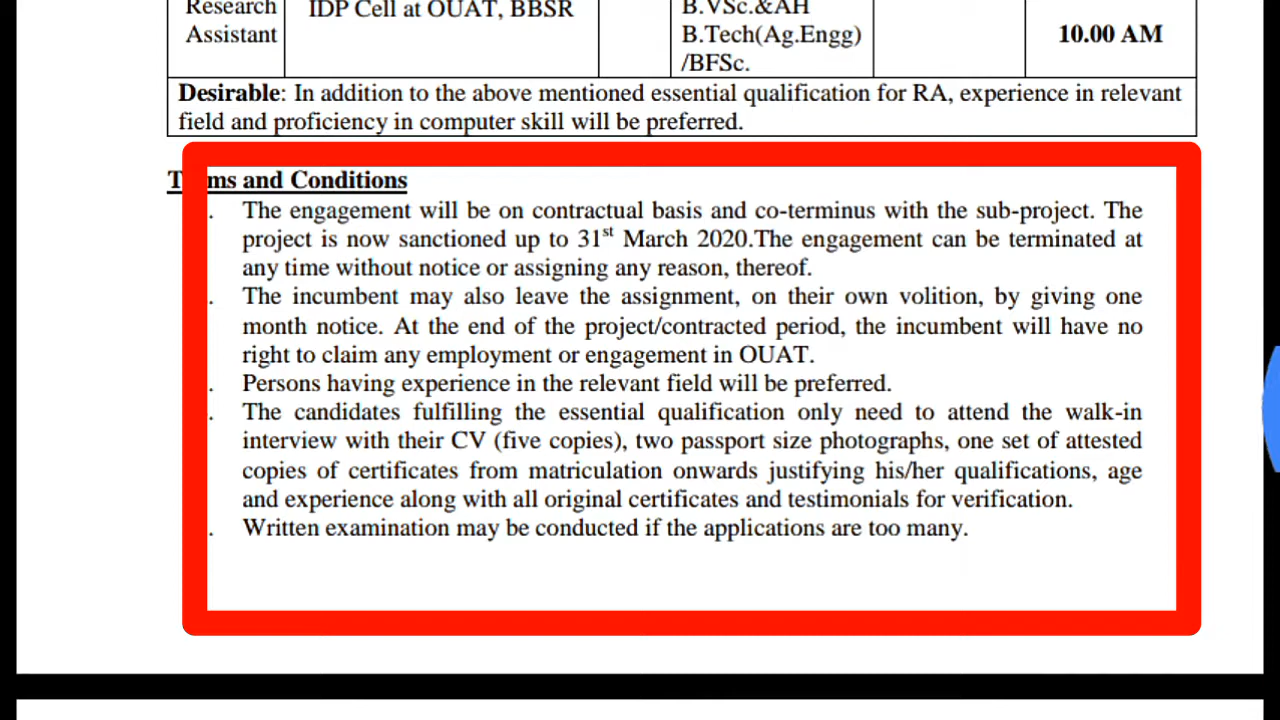 Research
Assistant
IDP Cell at OUAT, BBSR
B.VSc.&AH
B.Tech(Ag.Engg)
/BFSc.
10.00 AM
Desirable: In addition to the above mentioned essential qualification for RA, experience in relevant
field and proficiency in computer skill will be preferred.
and Conditions
. The engagement will be on contractual basis and co-terminus with the sub-project. The
project is now sanctioned up to 31st March 2020.The engagement can be terminated at
any time without notice or assigning any reason, thereof.
. The incumbent may also leave the assignment, on their own volition, by giving one
month notice. At the end of the project/contracted period, the incumbent will have no
right to claim any employment or engagement in OUAT.
. Persons having experience in the relevant field will be preferred.
. The candidates fulfilling the essential qualification only need to attend the walk-in
interview with their CV (five copies), two passport size photographs, one set of attested
copies of certificates from matriculation onwards justifying his/her qualifications, age
and experience along with all original certificates and testimonials for verification.
. Written examination may be conducted if the applications are too many.